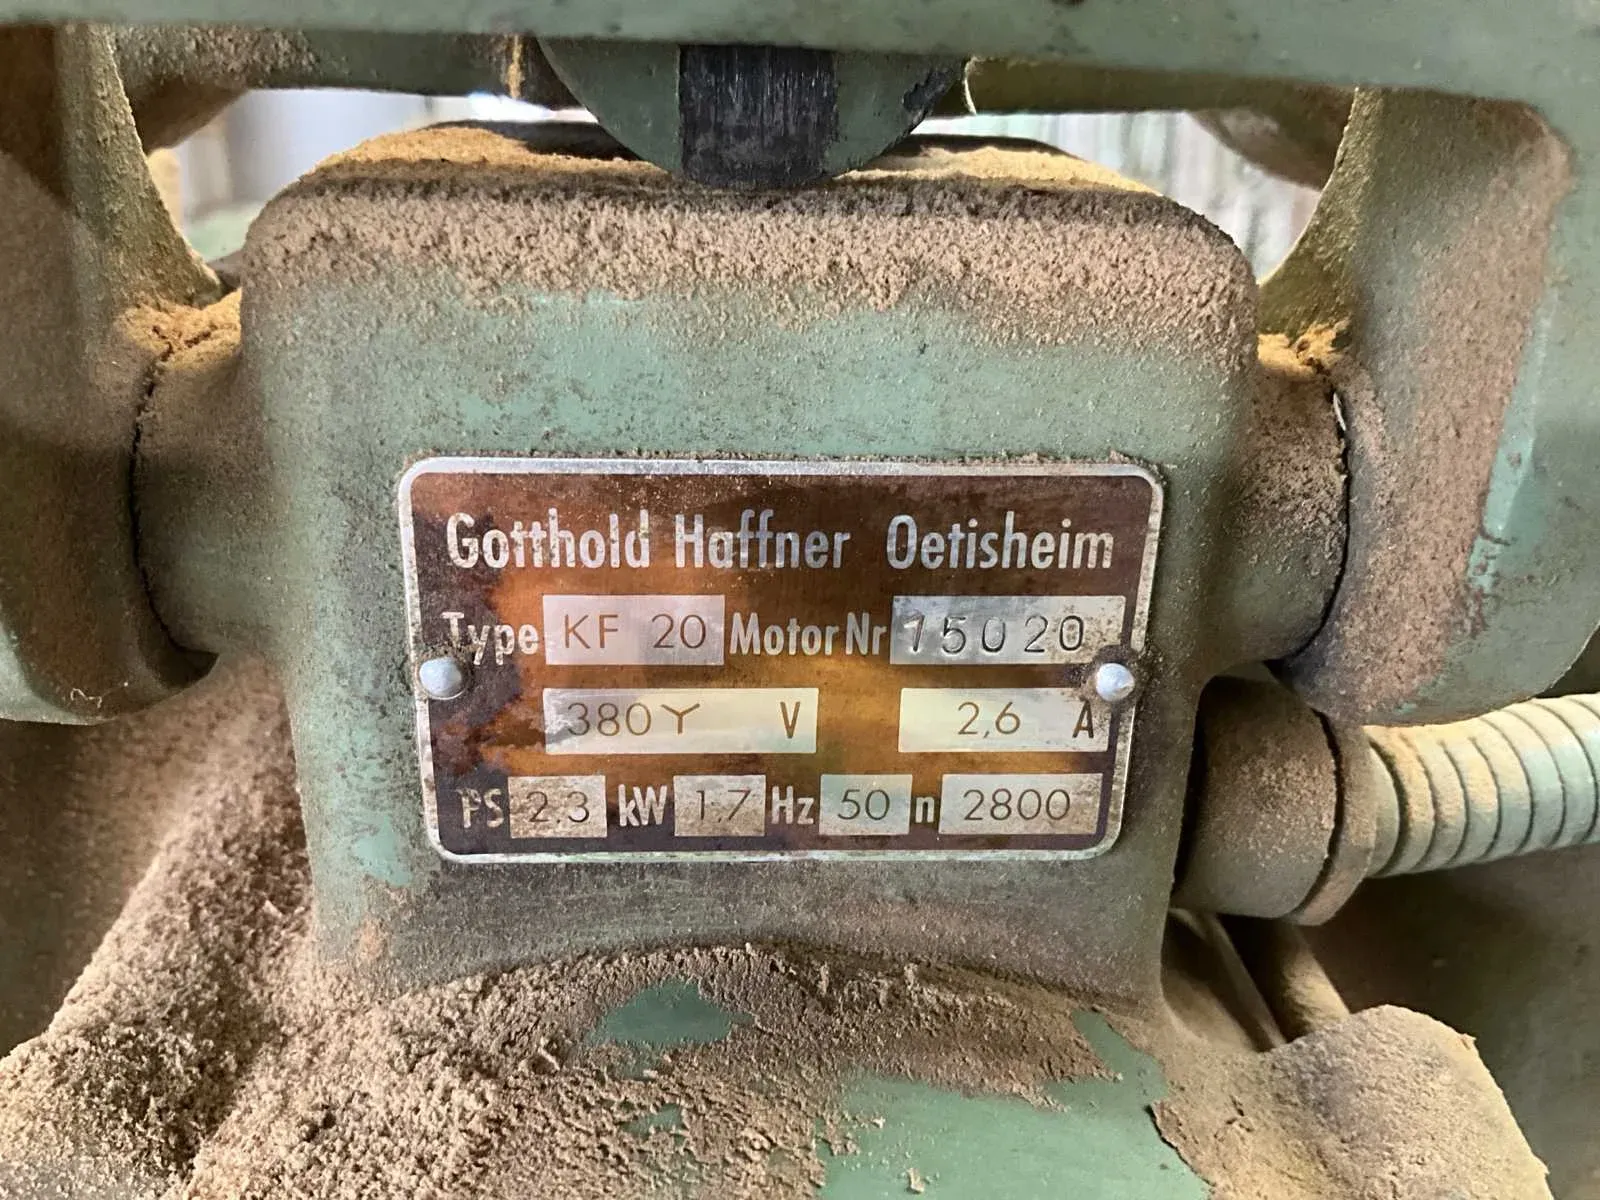 Gotthold Haffner Oetisheim
Type KF 20 Motor Nr 15020
380 Y V 2,6 A
PS 2.3 kW 1.7 Hz 50 n 2800